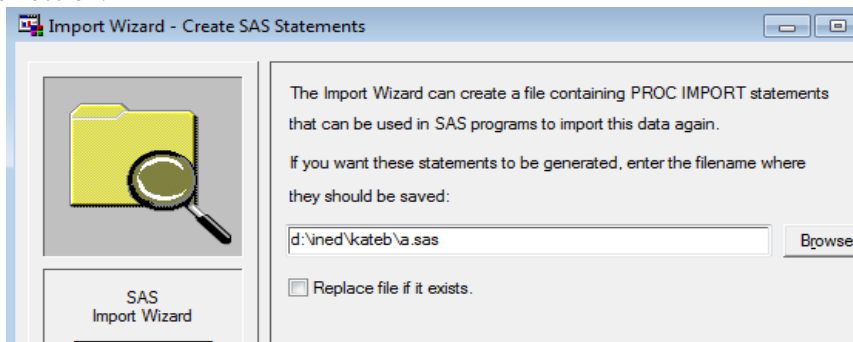 Import Wizard - Create SAS Statements
The Import Wizard can create a file containing PROC IMPORT statements
that can be used in SAS programs to import this data again.
If you want these statements to be generated, enter the filename where
they should be saved:
d:\ined\kateb\a.sas
Browse
Replace file if it exists.
SAS
Import Wizard